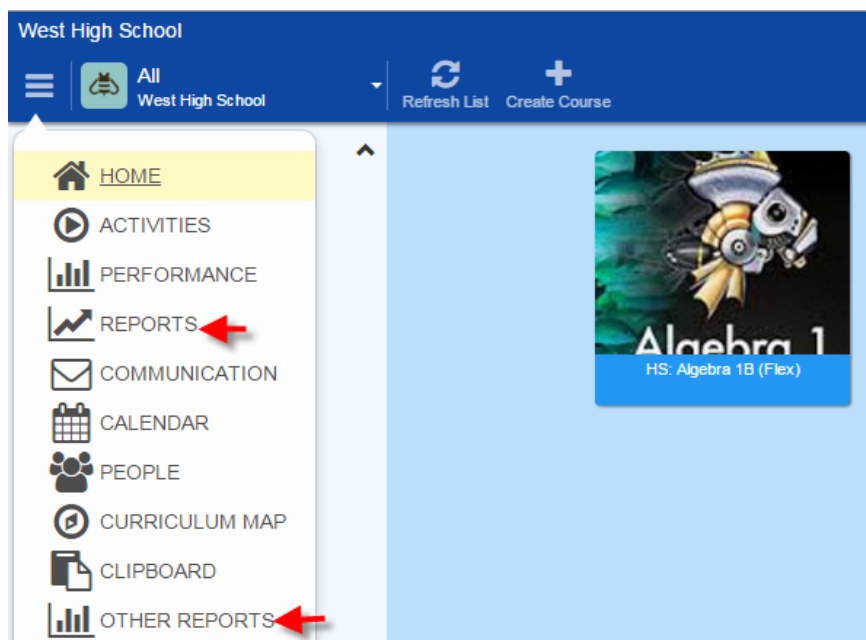 West High School
All
West High School
Refresh List
Create Course
HOME
ACTIVITIES
PERFORMANCE
REPORTS
COMMUNICATION
CALENDAR
PEOPLE
CURRICULUM MAP
CLIPBOARD
OTHER REPORTS
Algebra 1
HS: Algebra 1B (Flex)